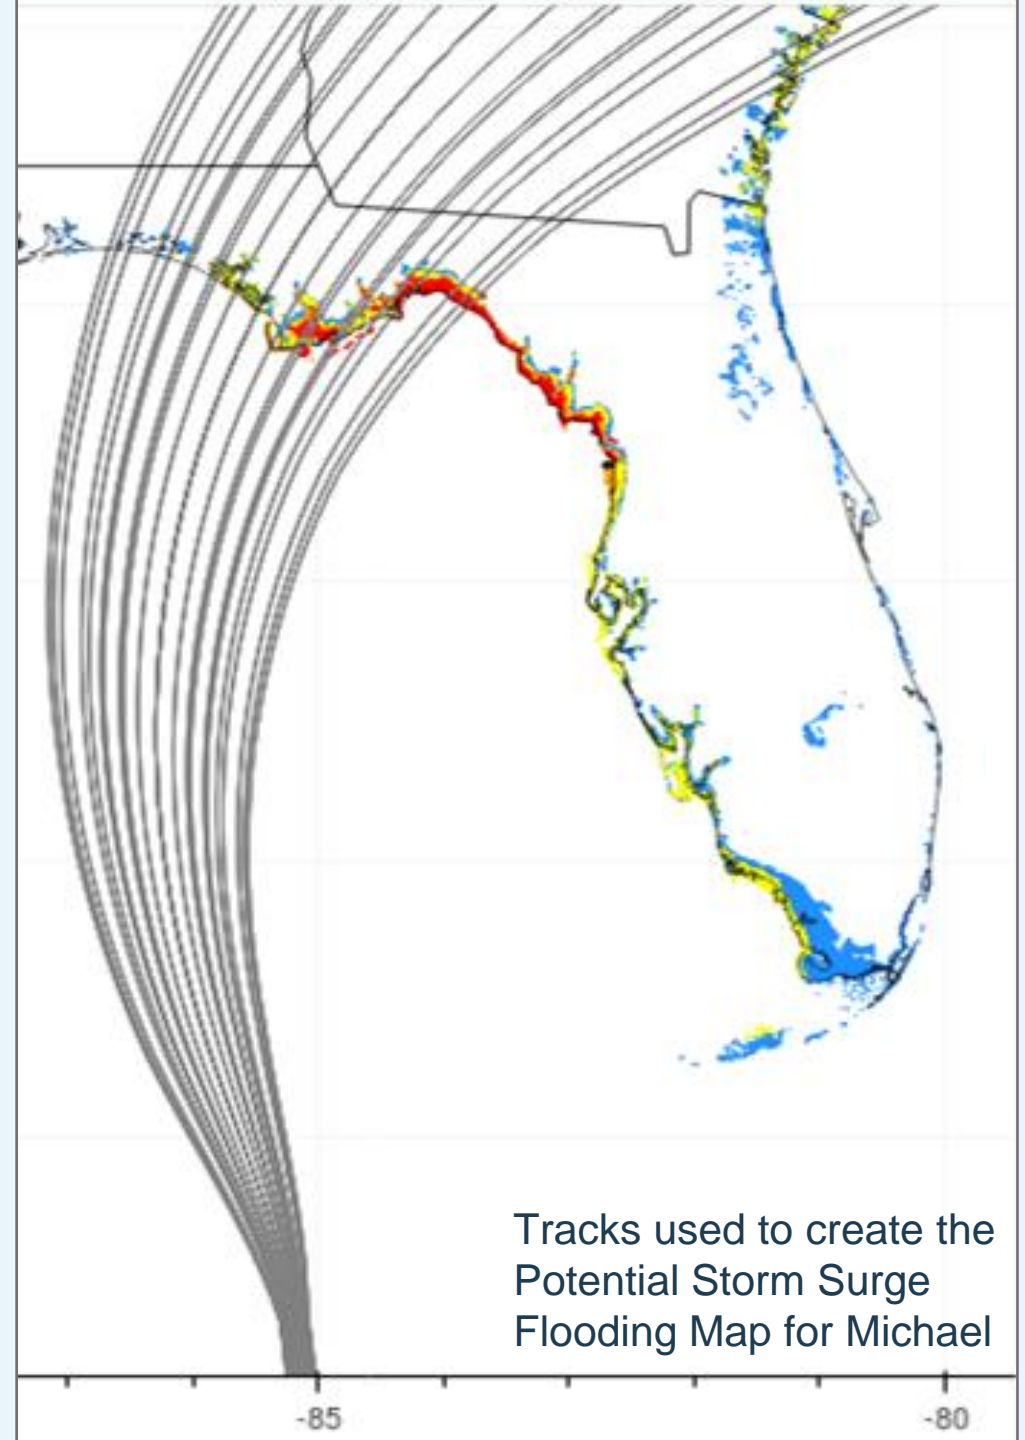 Tracks used to create the
Potential Storm Surge
Flooding Map for Michael
-85
-80